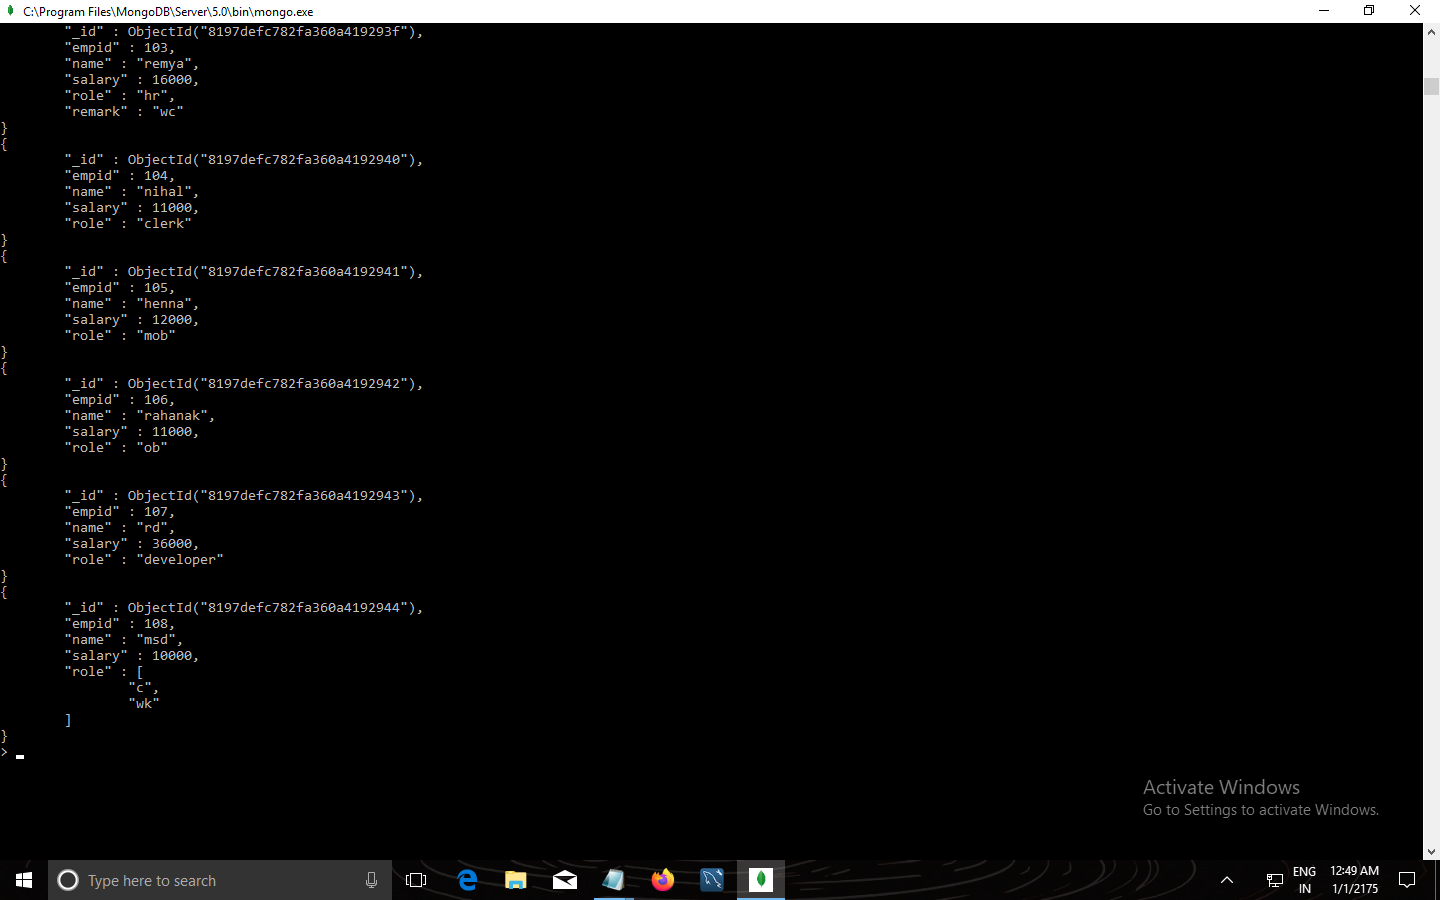 C:\Program Files\MongoDB\Server\5.0\bin\mongo.exe
"_id" : ObjectId("8197defc782fa360a419293f"),
"empid" : 103,
"name" : "remya",
"salary" : 16000,
"role" : "hr",
"remark" : "wc"
}
{
"_id" : ObjectId("8197defc782fa360a4192940"),
"empid" : 104,
"name" : "nihal",
"salary" : 11000,
"role" : "clerk"
}
{
"_id" : ObjectId("8197defc782fa360a4192941"),
"empid" : 105,
"name" : "henna",
"salary" : 12000,
"role" : "mob"
}
{
"_id" : ObjectId("8197defc782fa360a4192942"),
"empid" : 106,
"name" : "rahanak",
"salary" : 11000,
"role" : "ob"
}
{
"_id" : ObjectId("8197defc782fa360a4192943"),
"empid" : 107,
"name" : "rd",
"salary" : 36000,
"role" : "developer"
}
{
"_id" : ObjectId("8197defc782fa360a4192944"),
"empid" : 108,
"name" : "msd",
"salary" : 10000,
"role" : [
"c",
"wk"
]
}
>
Activate Windows
Go to Settings to activate Windows.
Type here to search
ENG
IN
12:49 AM
1/1/2175